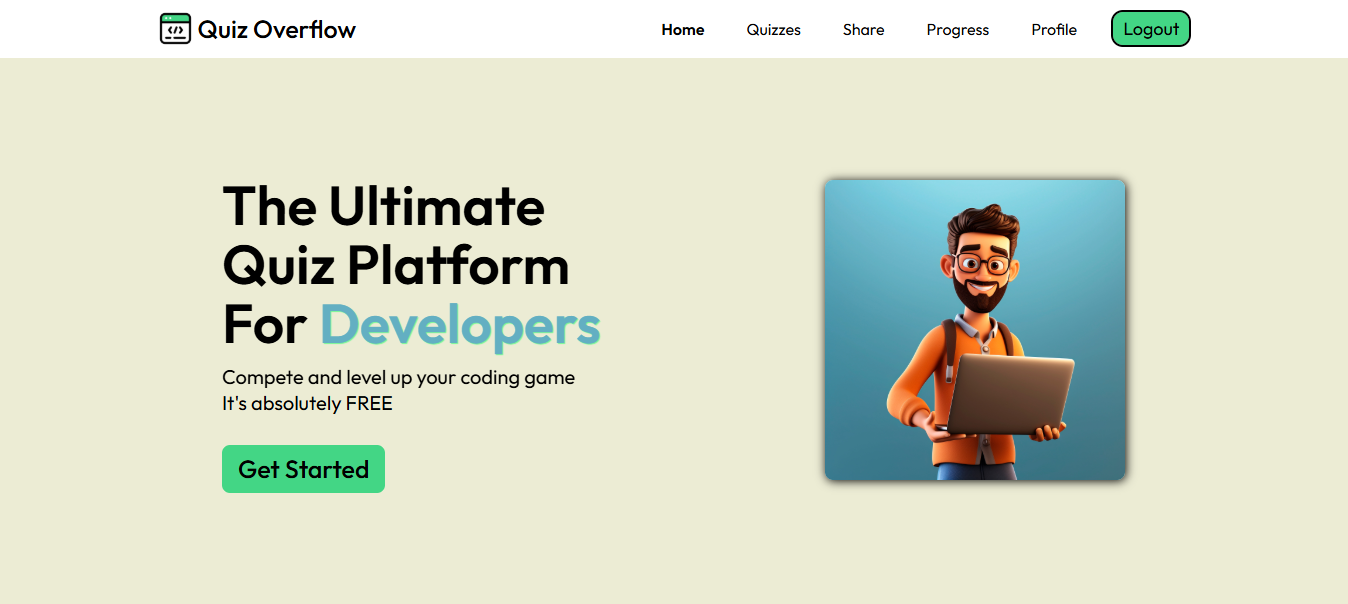 Quiz Overflow
Home Quizzes Share Progress Profile Logout
The Ultimate
Quiz Platform
For Developers
Compete and level up your coding game
It's absolutely FREE
Get Started